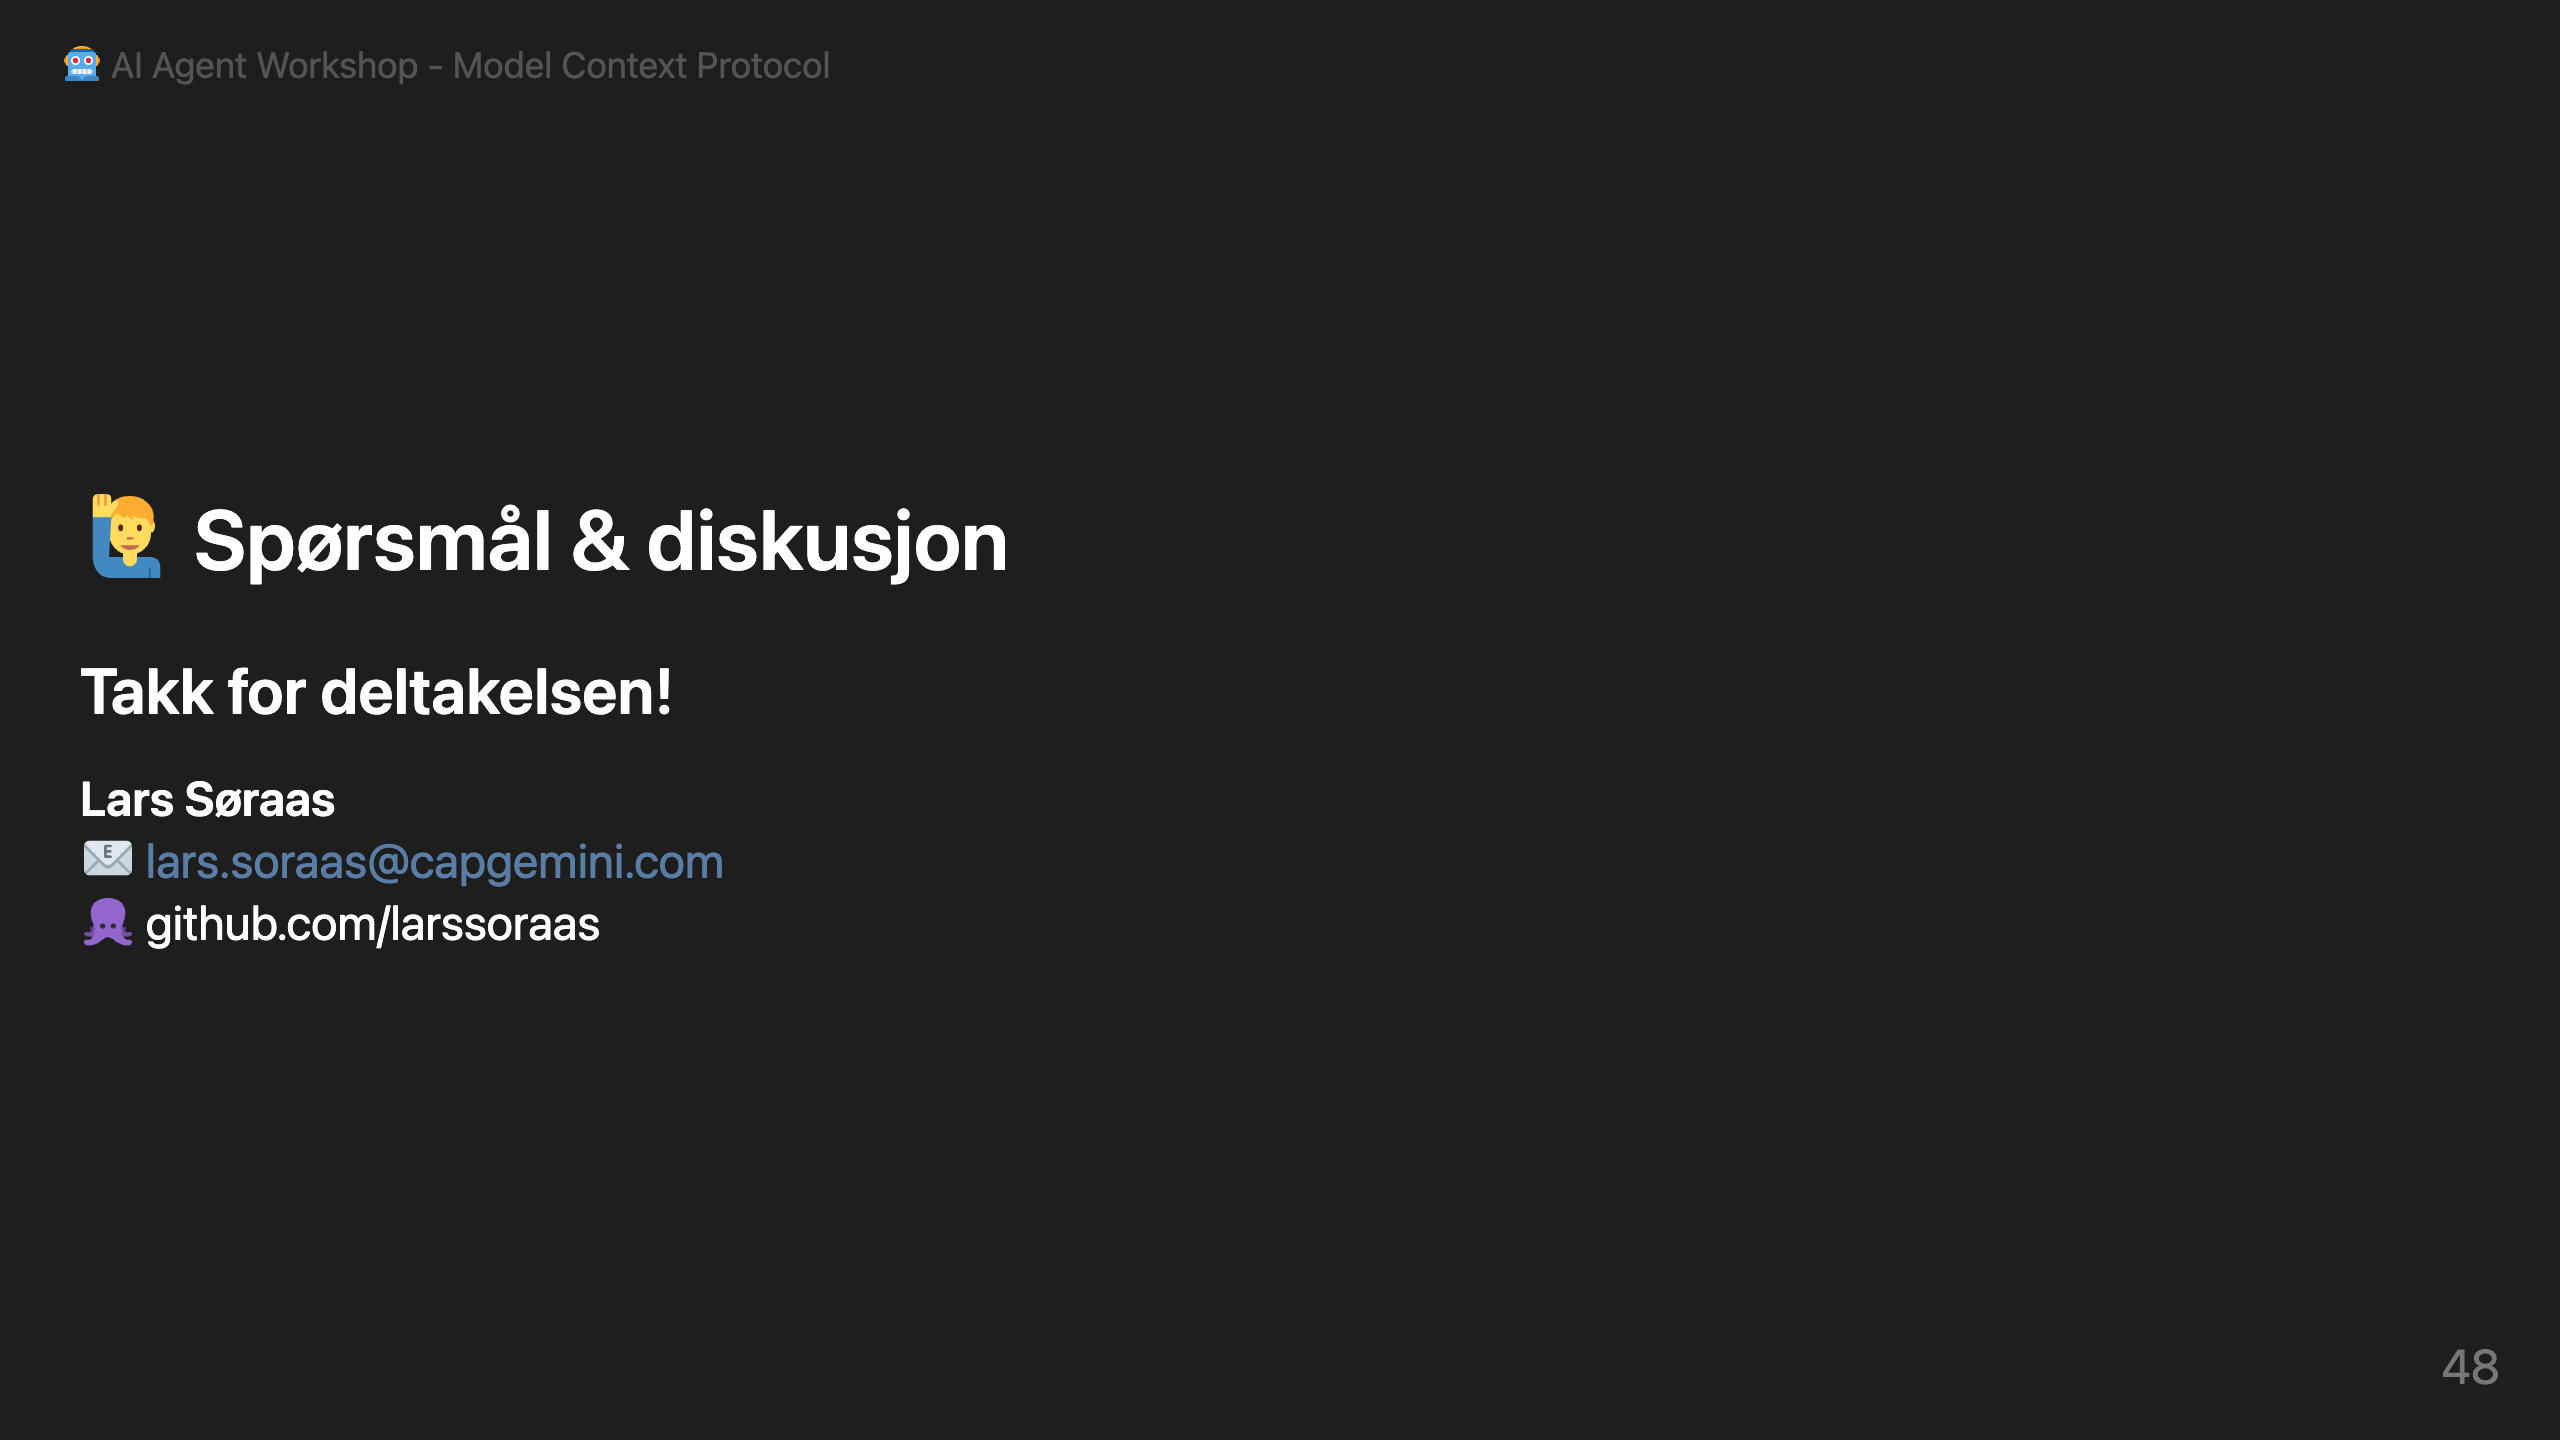 🤖 AI Agent Workshop - Model Context Protocol
🙋‍♂️ Spørsmål & diskusjon
Takk for deltakelsen!
Lars Søraas
📧 lars.soraas@capgemini.com
🐙 github.com/larssoraas
48